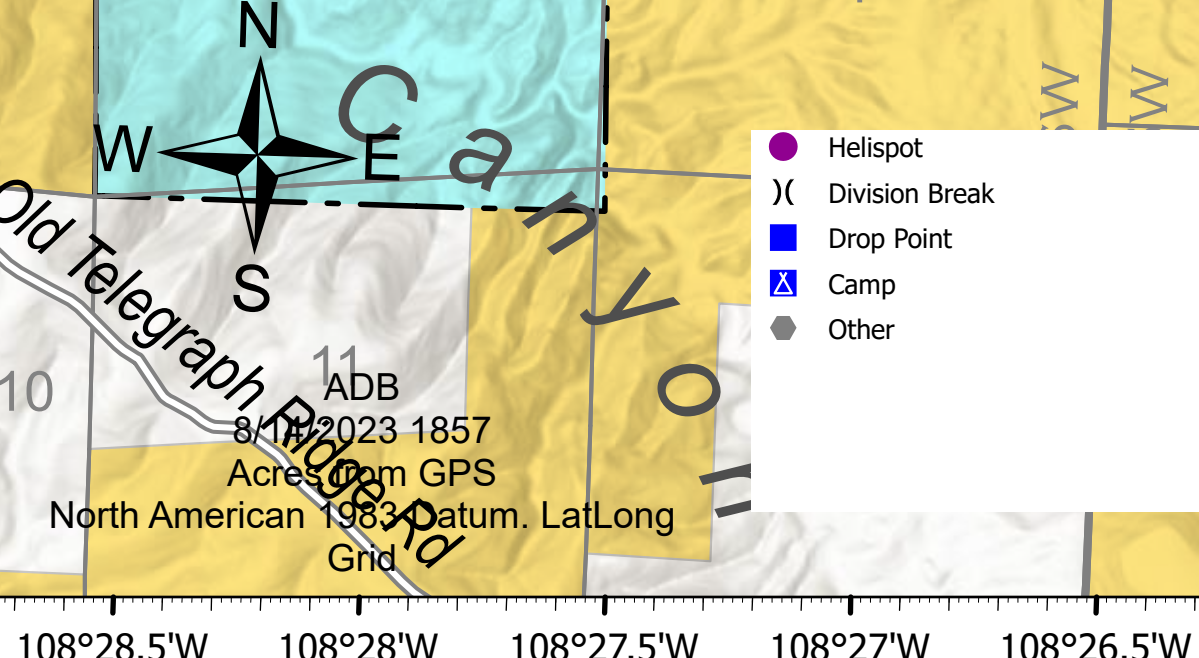 N
W
E
S
Canyon
W
W
Helispot
Division Break
Drop Point
Camp
Other
Old Telegraph Ridge Rd
10
11
ADB
8/14/2023 1857
Acres from GPS
North American 1983 Datum. LatLong
Grid
108°28.5'W
108°28'W
108°27.5'W
108°27'W
108°26.5'W